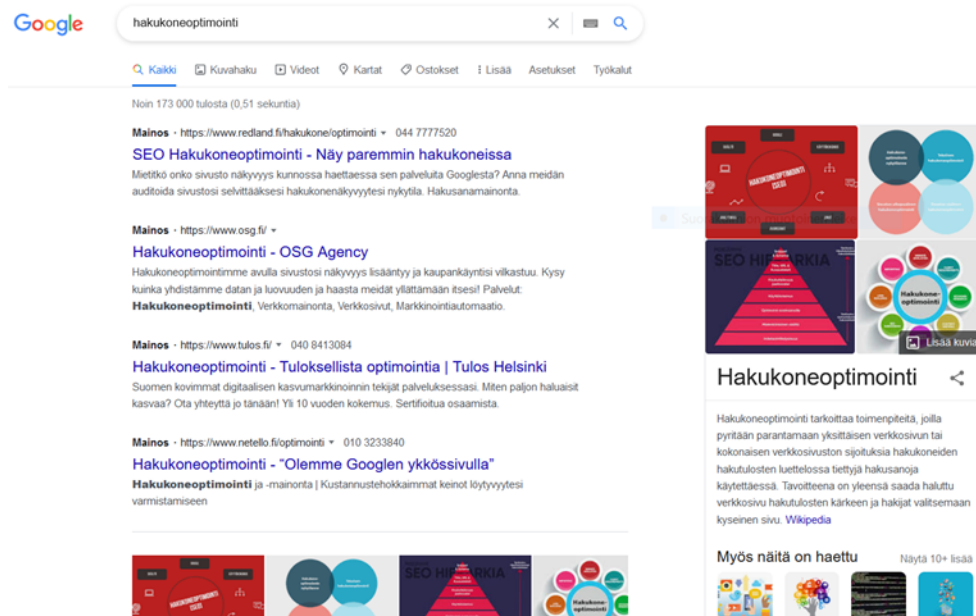 Google
hakukoneoptimointi
Kaikki Kuvahaku Videot Kartat Ostokset Lisää Asetukset Työkalut
Noin 173 000 tulosta (0,51 sekuntia)
Mainos · https://www.redland.fi/hakukone/optimointi 044 7777520
SEO Hakukoneoptimointi - Näy paremmin hakukoneissa
Mietitkö onko sivusto näkyvyys kunnossa haettaessa sen palveluita Googlesta? Anna meidän
auditoida sivustosi selvittääksesi hakukonenäkyvyytesi nykytila. Hakusanamainonta.
Mainos · https://www.osg.fi/
Hakukoneoptimointi - OSG Agency
Hakukoneoptimointimme avulla sivustosi näkyvyys lisääntyy ja kaupankäyntisi vilkastuu. Kysy
kuinka yhdistämme datan ja luovuuden ja haasta meidät yllättämään itsesi! Palvelut:
Hakukoneoptimointi, Verkkomainonta, Verkkosivut, Markkinointiautomaatio.
Mainos · https://www.tulos.fi/ 040 8413084
Hakukoneoptimointi - Tuloksellista optimointia | Tulos Helsinki
Suomen kovimmat digitaalisen kasvumarkkinoinnin tekijät palveluksessasi. Miten paljon haluaisit
kasvaa? Ota yhteyttä jo tänään! Yli 10 vuoden kokemus. Sertifioitua osaamista.
Mainos · https://www.netello.fi/optimointi 010 3233840
Hakukoneoptimointi - "Olemme Googlen ykkössivulla"
Hakukoneoptimointi ja -mainonta | Kustannustehokkaimmat keinot löytyvyytesi
varmistamiseen
HAKUKONEOPTIMOINTI
(SEO)
SEO HIERARKIA
Hakukone-
optimointi
Lisää kuvia
Hakukoneoptimointi
Hakukoneoptimointi tarkoittaa toimenpiteitä, joilla
pyritään parantamaan yksittäisen verkkosivun tai
kokonaisen verkkosivuston sijoituksia hakukoneiden
hakutulosten luettelossa tiettyjä hakusanoja
käytettäessä. Tavoitteena on yleensä saada haluttu
verkkosivu hakutulosten kärkeen ja hakijat valitsemaan
kyseinen sivu. Wikipedia
Myös näitä on haettu Näytä 10+ lisää